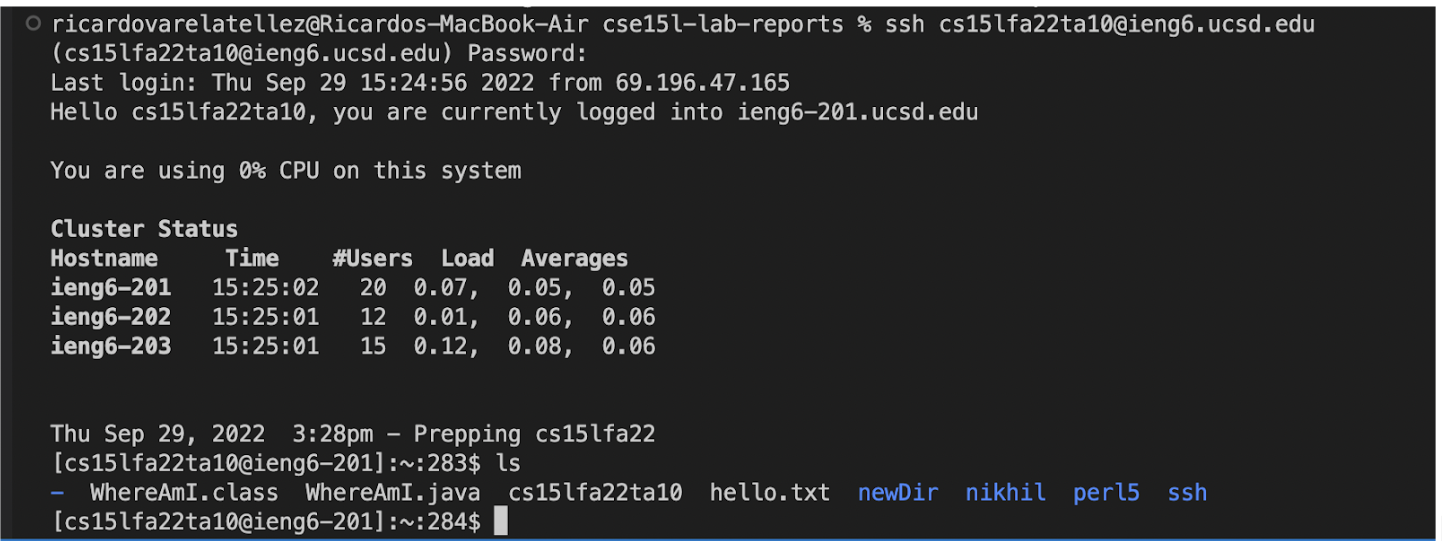 ricardovarelatellez@Ricardos-MacBook-Air cse15l-lab-reports % ssh cs15lfa22ta10@ieng6.ucsd.edu
(cs15lfa22ta10@ieng6.ucsd.edu) Password:
Last login: Thu Sep 29 15:24:56 2022 from 69.196.47.165
Hello cs15lfa22ta10, you are currently logged into ieng6-201.ucsd.edu
You are using 0% CPU on this system
Cluster Status
Hostname     Time    #Users  Load  Averages
ieng6-201   15:25:02   20  0.07,  0.05,  0.05
ieng6-202   15:25:01   12  0.01,  0.06,  0.06
ieng6-203   15:25:01   15  0.12,  0.08,  0.06
Thu Sep 29, 2022  3:28pm - Prepping cs15lfa22
[cs15lfa22ta10@ieng6-201]:~:283$ ls
-  WhereAmI.class  WhereAmI.java  cs15lfa22ta10  hello.txt  newDir  nikhil  perl5  ssh
[cs15lfa22ta10@ieng6-201]:~:284$